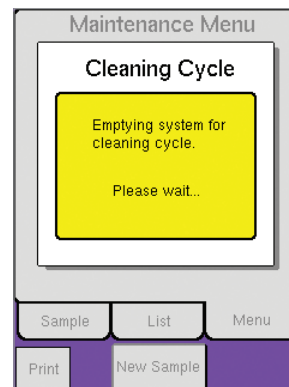 Maintenance Menu
Cleaning Cycle
Emptying system for
cleaning cycle.
Please wait...
Sample List Menu
Print New Sample